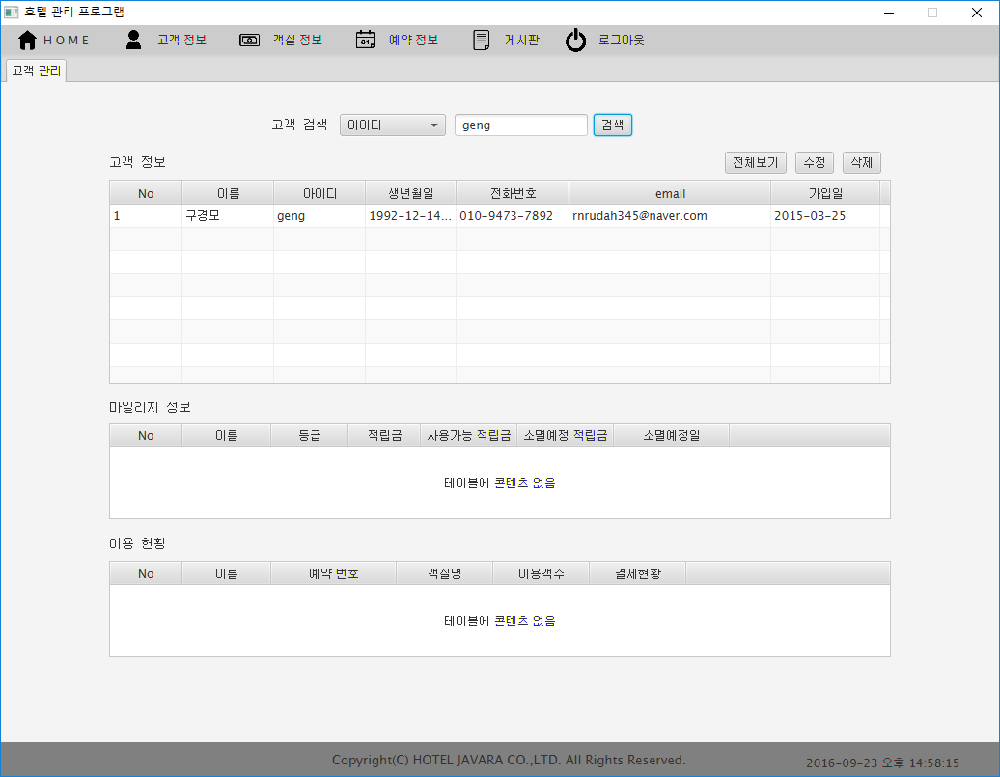 호텔 관리 프로그램
HOME 고객 정보 객실 정보 31 예약 정보 게시판 로그아웃
고객 관리
고객 검색 아이디 geng 검색
고객 정보 전체보기 수정 삭제
No 이름 아이디 생년월일 전화번호 email 가입일
1 구경모 geng 1992-12-14... 010-9473-7892 rnrudah345@naver.com 2015-03-25
마일리지 정보
No 이름 등급 적립금 사용가능 적립금 소멸예정 적립금 소멸예정일
테이블에 콘텐츠 없음
이용 현황
No 이름 예약 번호 객실명 이용객수 결제현황
테이블에 콘텐츠 없음
Copyright(C) HOTEL JAVARA CO.,LTD. All Rights Reserved.
2016-09-23 오후 14:58:15